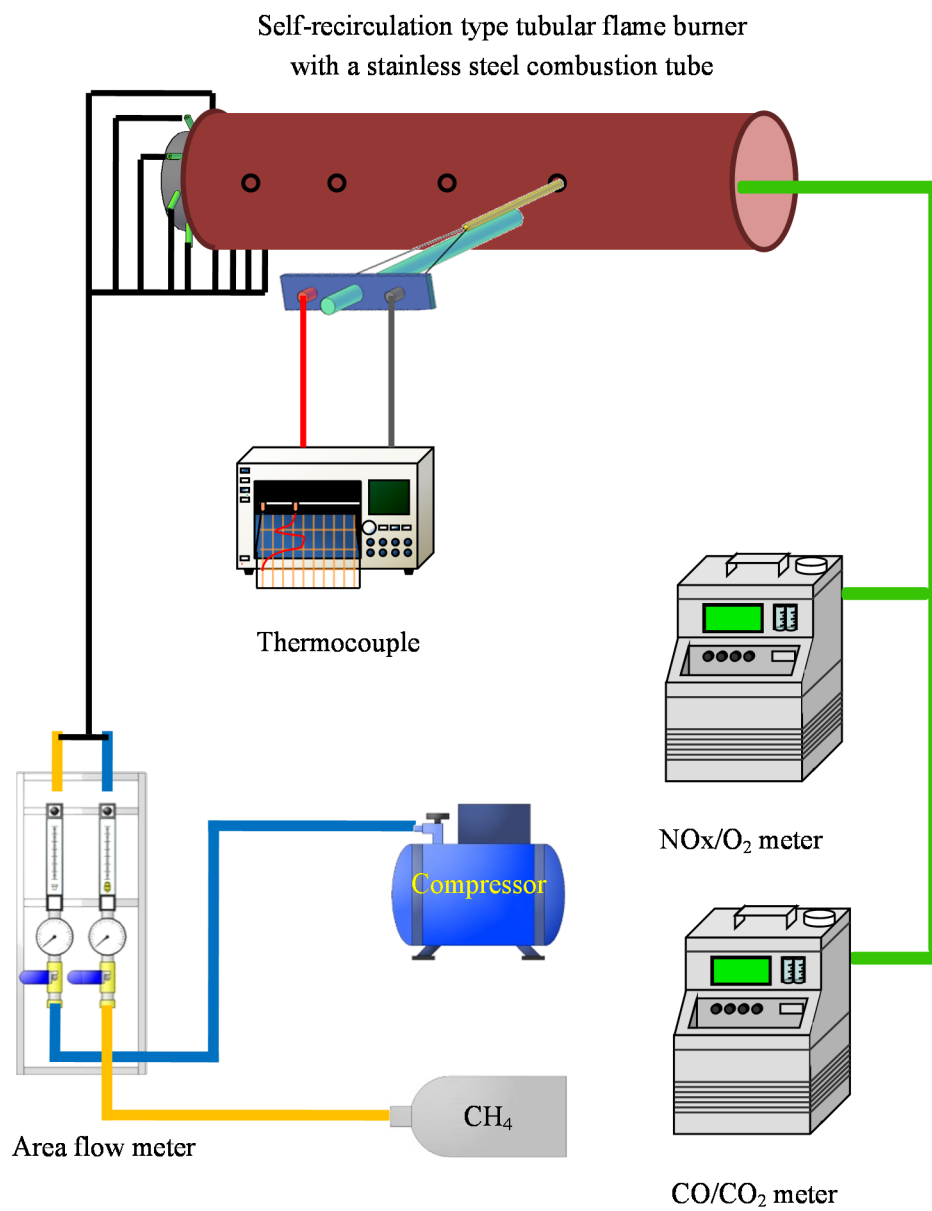 Self-recirculation type tubular flame burner
with a stainless steel combustion tube
Thermocouple
NOx/O₂ meter
Compressor
CH₄
Area flow meter
CO/CO₂ meter